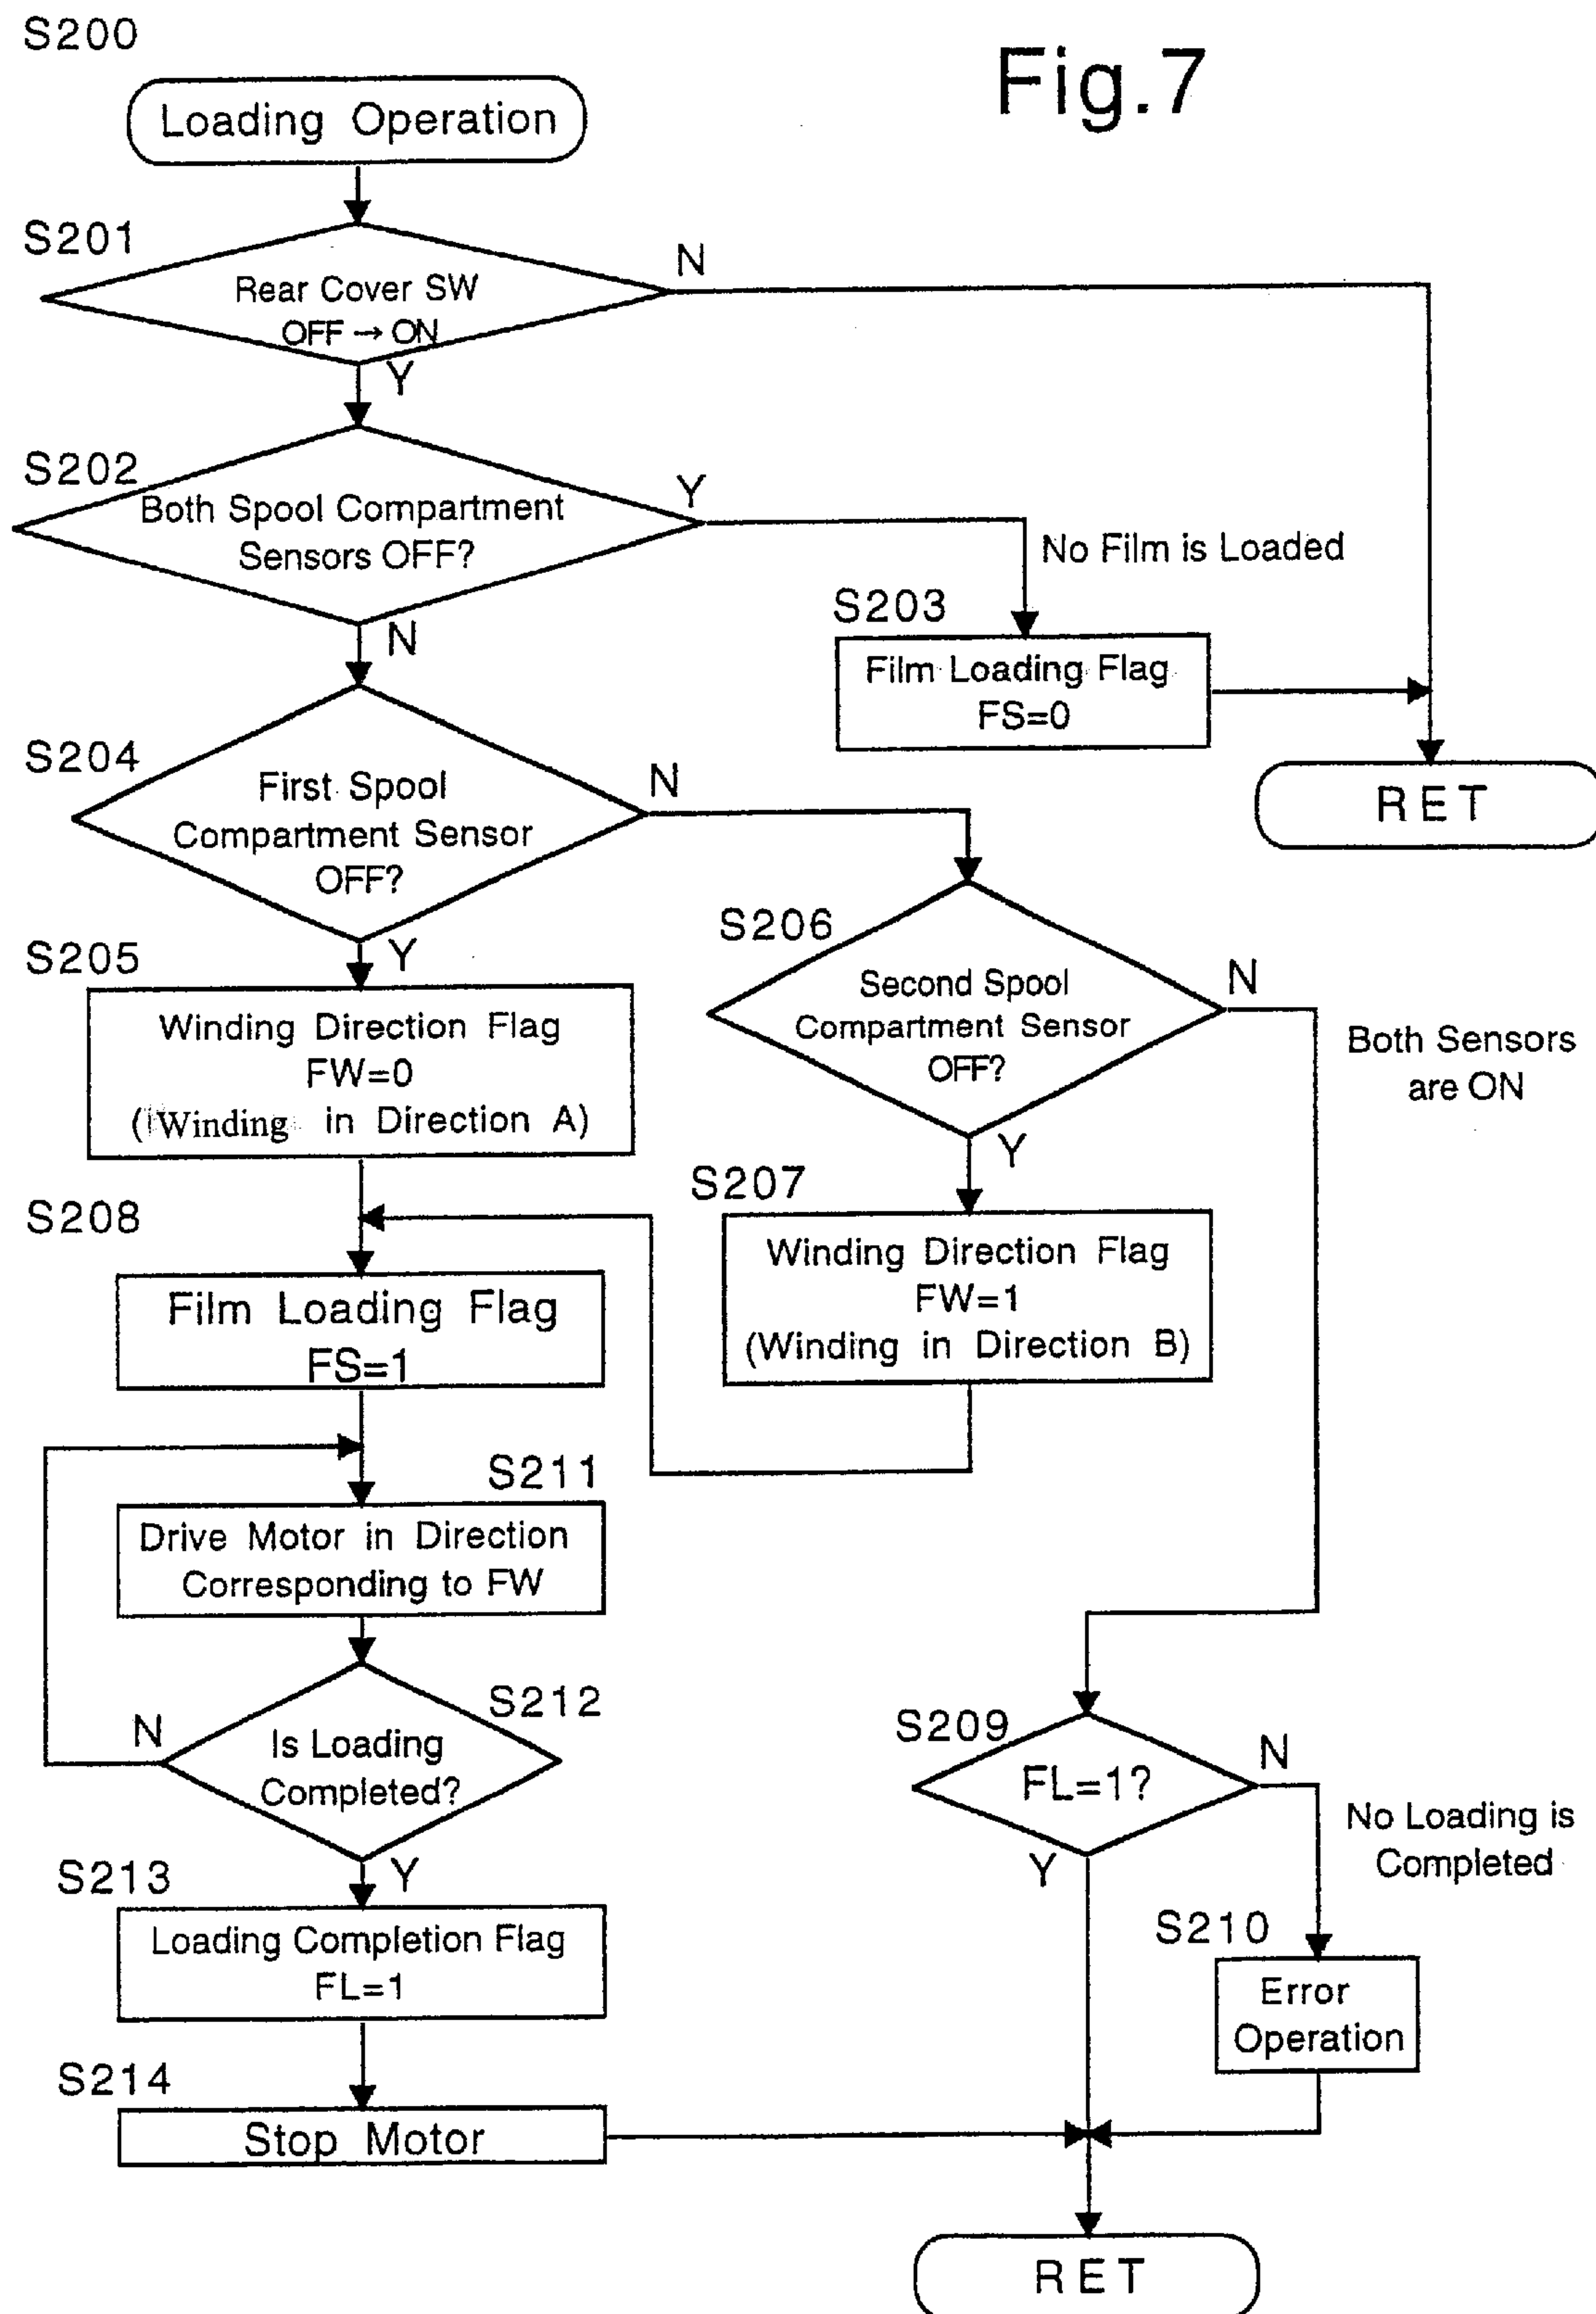 S200
Fig.7
Loading Operation
S201
Rear Cover SW
OFF → ON
N
Y
S202
Both Spool Compartment
Sensors OFF?
Y
N
No Film is Loaded
S203
Film Loading Flag
FS=0
RET
S204
First Spool
Compartment Sensor
OFF?
N
Y
S205
Winding Direction Flag
FW=0
(Winding in Direction A)
S206
Second Spool
Compartment Sensor
OFF?
N
Y
Both Sensors
are ON
S207
Winding Direction Flag
FW=1
(Winding in Direction B)
S208
Film Loading Flag
FS=1
S211
Drive Motor in Direction
Corresponding to FW
S212
Is Loading
Completed?
N
Y
S209
FL=1?
N
Y
No Loading is
Completed
S210
Error
Operation
S213
Loading Completion Flag
FL=1
S214
Stop Motor
RET